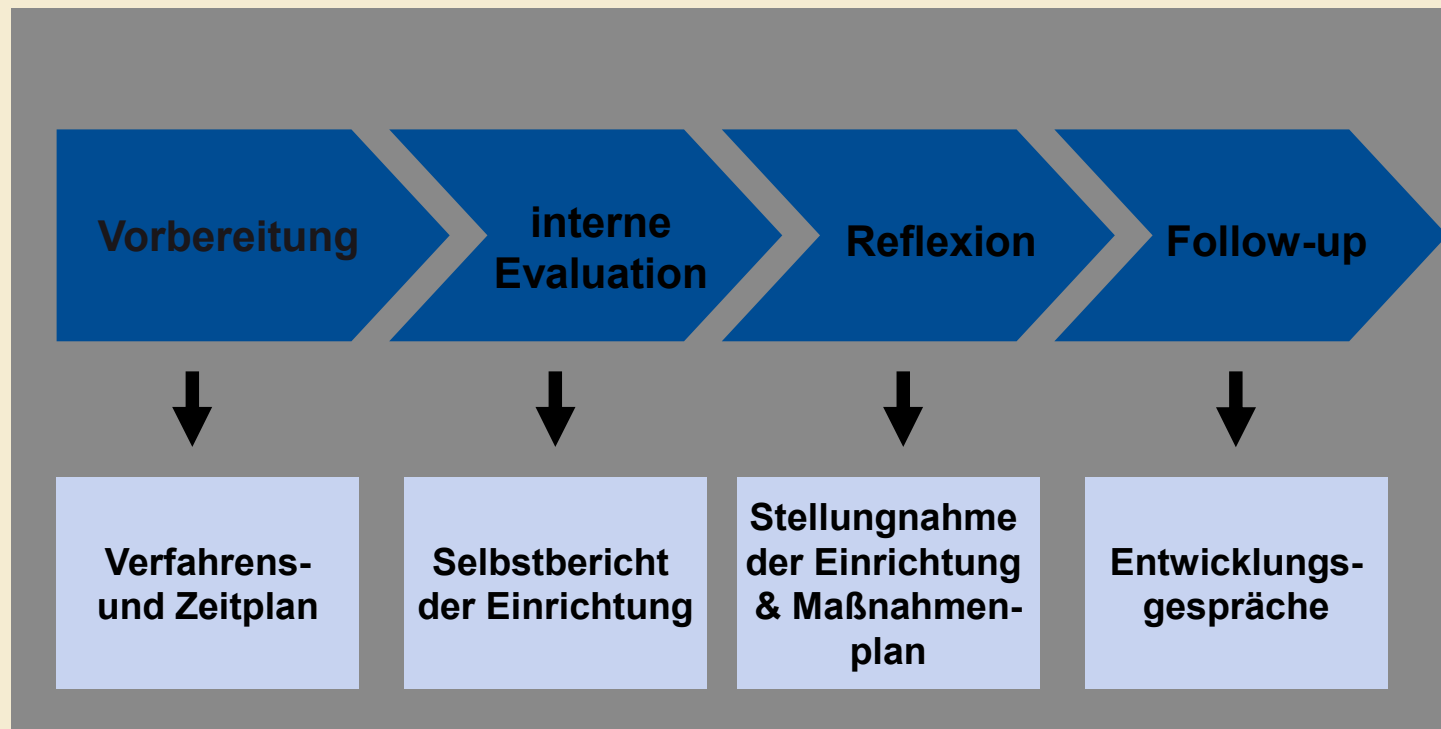 Vorbereitung
interne
Evaluation
Reflexion
Follow-up
Verfahrens-
und Zeitplan
Selbstbericht
der Einrichtung
Stellungnahme
der Einrichtung
& Maßnahmen-
plan
Entwicklungs-
gespräche